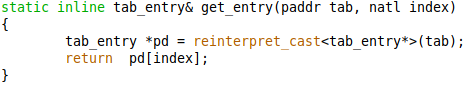 static inline tab_entry& get_entry(paddr tab, natl index)
{
        tab_entry *pd = reinterpret_cast<tab_entry*>(tab);
        return  pd[index];
}